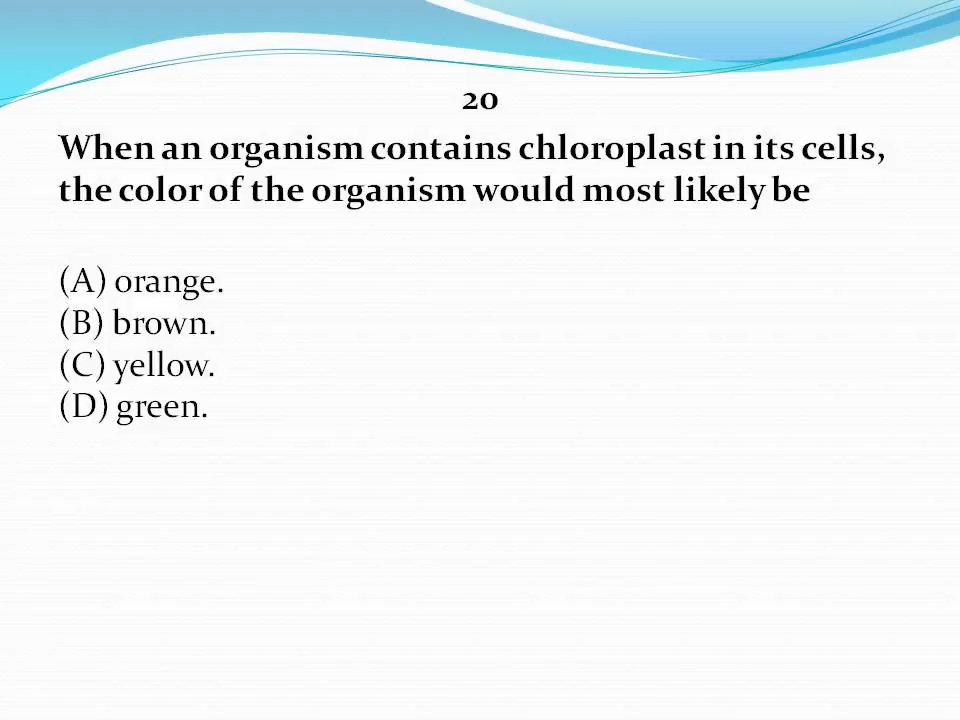 20
When an organism contains chloroplast in its cells,
the color of the organism would most likely be
(A) orange.
(B) brown.
(C) yellow.
(D) green.